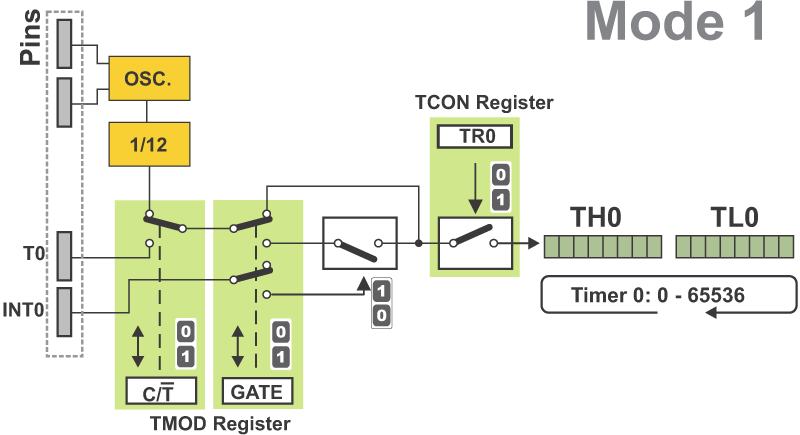 Mode 1
Pins
OSC.
1/12
TCON Register
TR0
0
1
TH0
TL0
T0
INT0
1
0
Timer 0: 0 - 65536
0
1
0
1
C/T̅
GATE
TMOD Register